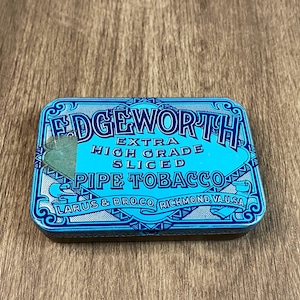 EDGEWORTH
EXTRA
HIGH GRADE
SLICED
PIPE TOBACCO
LARUS & BRO.CO. RICHMOND VA.U.S.A.